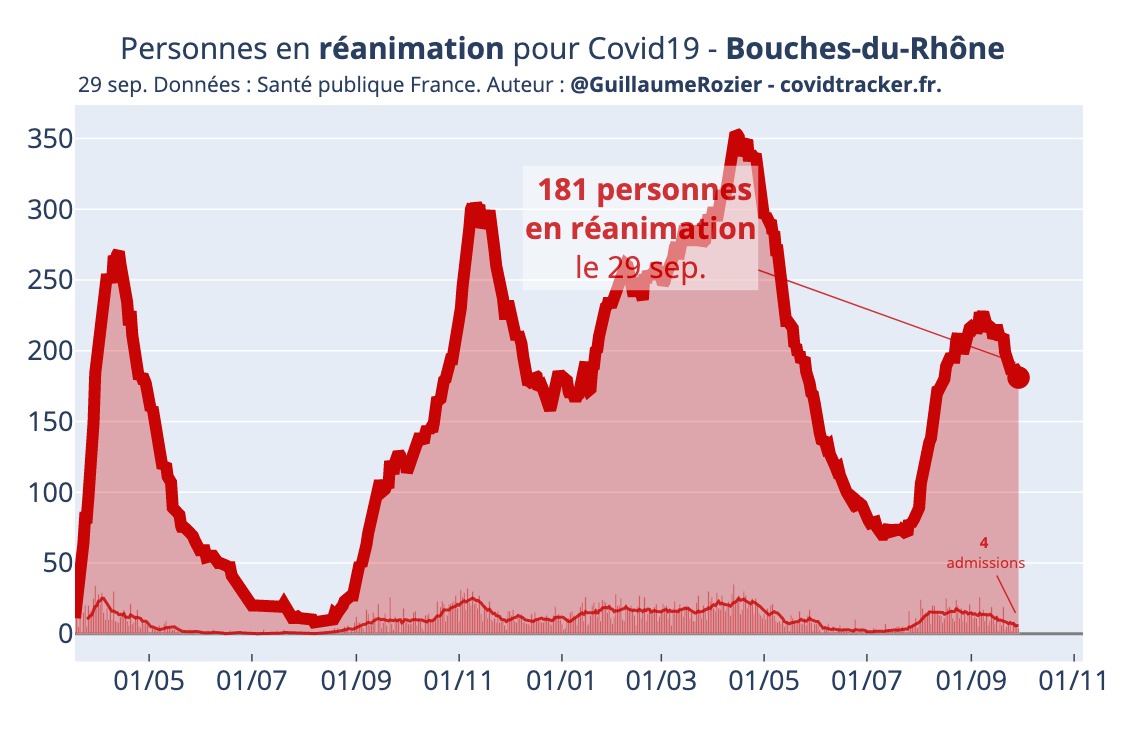 Personnes en réanimation pour Covid19 - Bouches-du-Rhône
29 sep. Données : Santé publique France. Auteur : @GuillaumeRozier - covidtracker.fr.
350
300
250
200
150
100
50
0
181 personnes
en réanimation
le 29 sep.
4
admissions
01/05 01/07 01/09 01/11 01/01 01/03 01/05 01/07 01/09 01/11